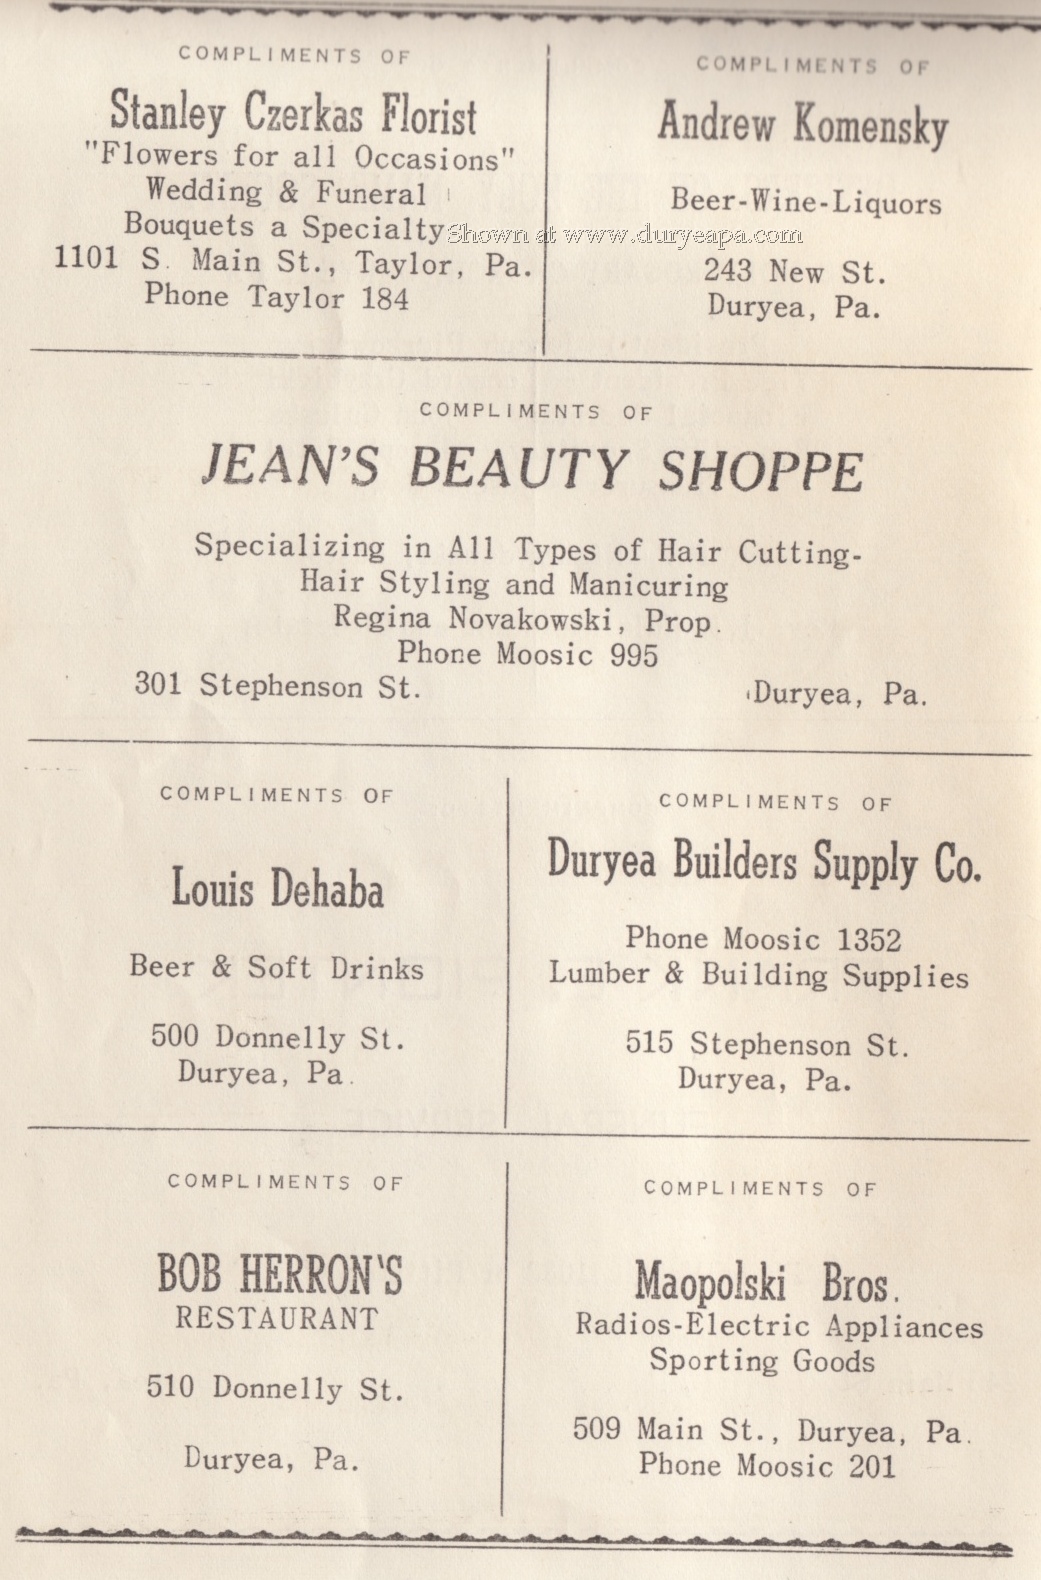 COMPLIMENTS OF
Stanley Czerkas Florist
"Flowers for all Occasions"
Wedding & Funeral
Bouquets a Specialty
1101 S. Main St., Taylor, Pa.
Phone Taylor 184
COMPLIMENTS OF
Andrew Komensky
Beer-Wine-Liquors
Shown at www.duryeapa.com
243 New St.
Duryea, Pa.
COMPLIMENTS OF
JEAN'S BEAUTY SHOPPE
Specializing in All Types of Hair Cutting-
Hair Styling and Manicuring
Regina Novakowski, Prop.
Phone Moosic 995
301 Stephenson St. Duryea, Pa.
COMPLIMENTS OF
Louis Dehaba
Beer & Soft Drinks
500 Donnelly St.
Duryea, Pa.
COMPLIMENTS OF
Duryea Builders Supply Co.
Phone Moosic 1352
Lumber & Building Supplies
515 Stephenson St.
Duryea, Pa.
COMPLIMENTS OF
BOB HERRON'S
RESTAURANT
510 Donnelly St.
Duryea, Pa.
COMPLIMENTS OF
Maopolski Bros.
Radios-Electric Appliances
Sporting Goods
509 Main St., Duryea, Pa.
Phone Moosic 201